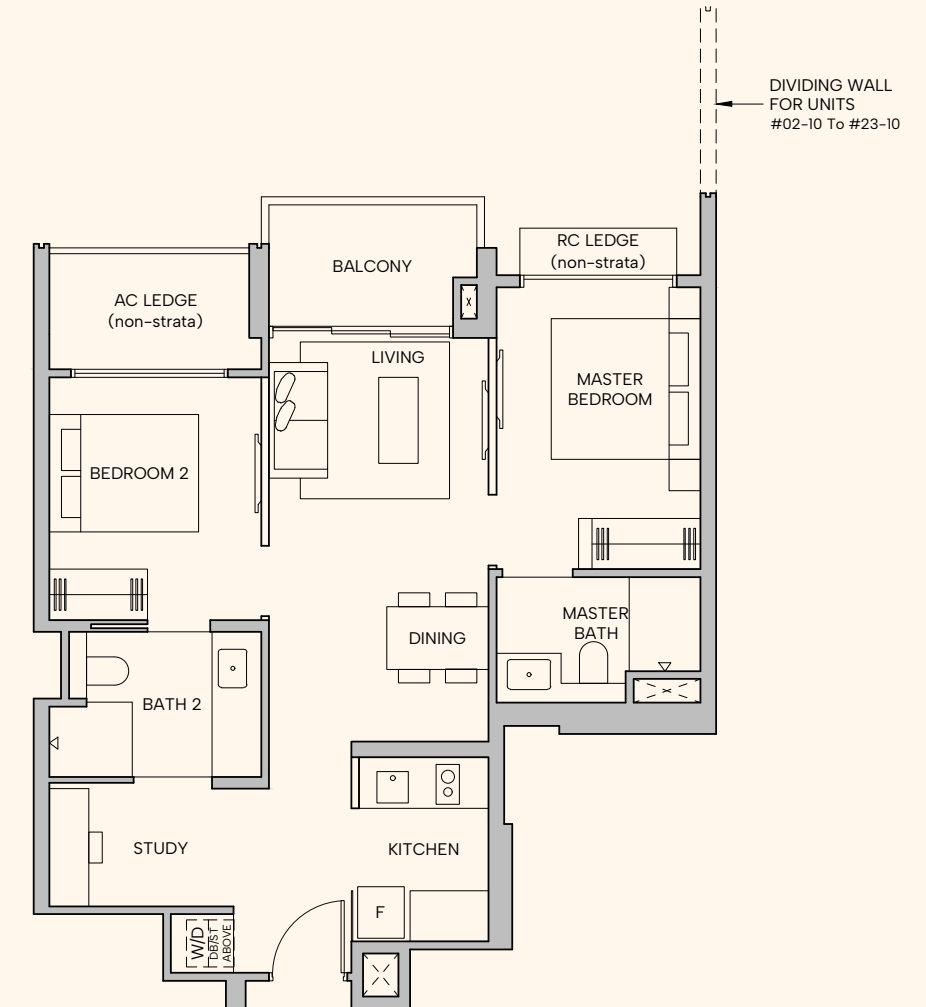 DIVIDING WALL
FOR UNITS
#02-10 To #23-10
RC LEDGE
(non-strata)
BALCONY
AC LEDGE
(non-strata)
LIVING
MASTER
BEDROOM
BEDROOM 2
MASTER
BATH
DINING
BATH 2
STUDY
KITCHEN
F
W/D
DB/ST
ABOVE